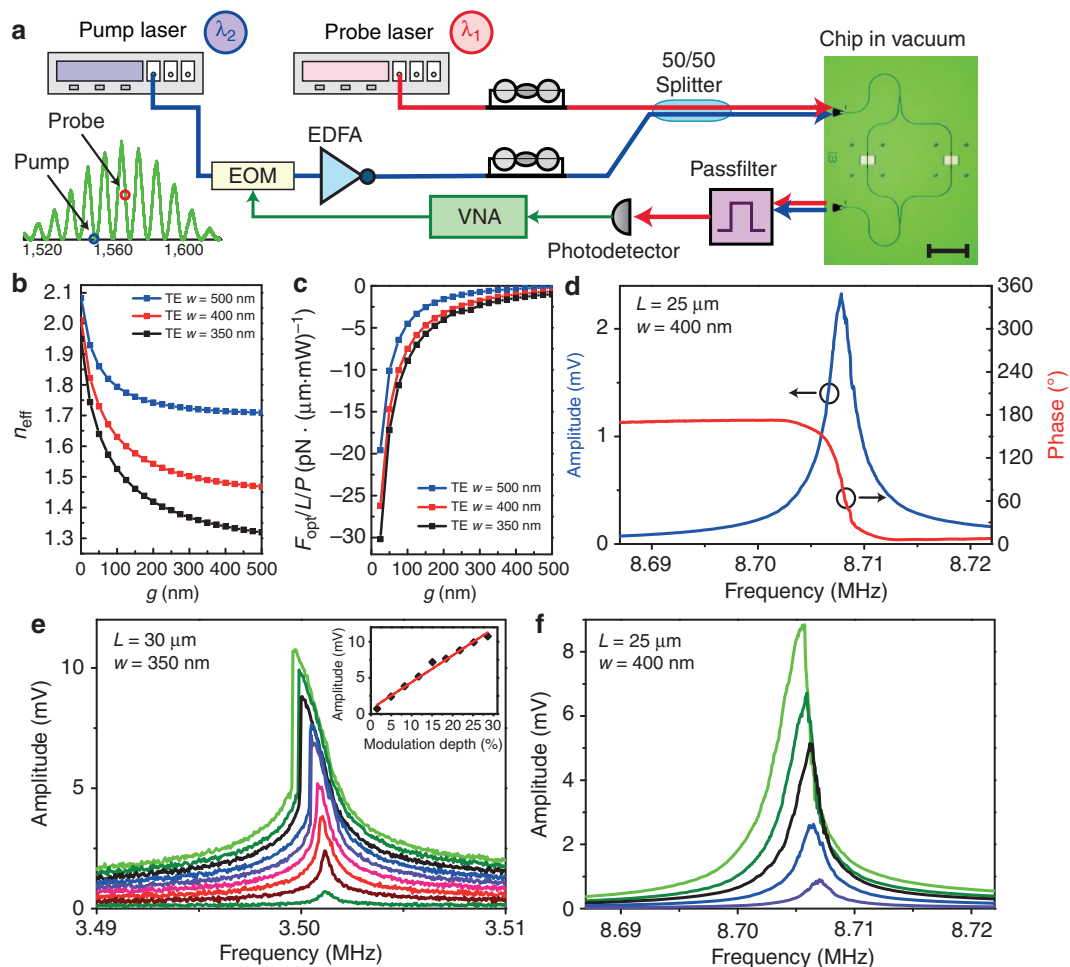 a
Pump laser
λ2
Probe laser
λ1
Chip in vacuum
50/50
Splitter
Probe
Pump
EDFA
EOM
VNA
Photodetector
Passfilter
1,520
1,560
1,600
b
2.1
2.0
1.9
1.8
1.7
1.6
1.5
1.4
1.3
neff
TE w = 500 nm
TE w = 400 nm
TE w = 350 nm
0 100 200 300 400 500
g (nm)
c
0
−5
−10
−15
−20
−25
−30
Fopt/L/P (pN · (μm·mW)−1)
TE w = 500 nm
TE w = 400 nm
TE w = 350 nm
0 100 200 300 400 500
g (nm)
d
L = 25 μm
w = 400 nm
2
1
0
Amplitude (mV)
360
300
240
180
120
60
0
Phase (°)
8.69 8.70 8.71 8.72
Frequency (MHz)
e
L = 30 μm
w = 350 nm
10
5
0
Amplitude (mV)
15
10
5
0
Amplitude (mV)
0 5 10 15 20 25 30
Modulation depth (%)
3.49 3.50 3.51
Frequency (MHz)
f
L = 25 μm
w = 400 nm
8
6
4
2
0
Amplitude (mV)
8.69 8.70 8.71 8.72
Frequency (MHz)